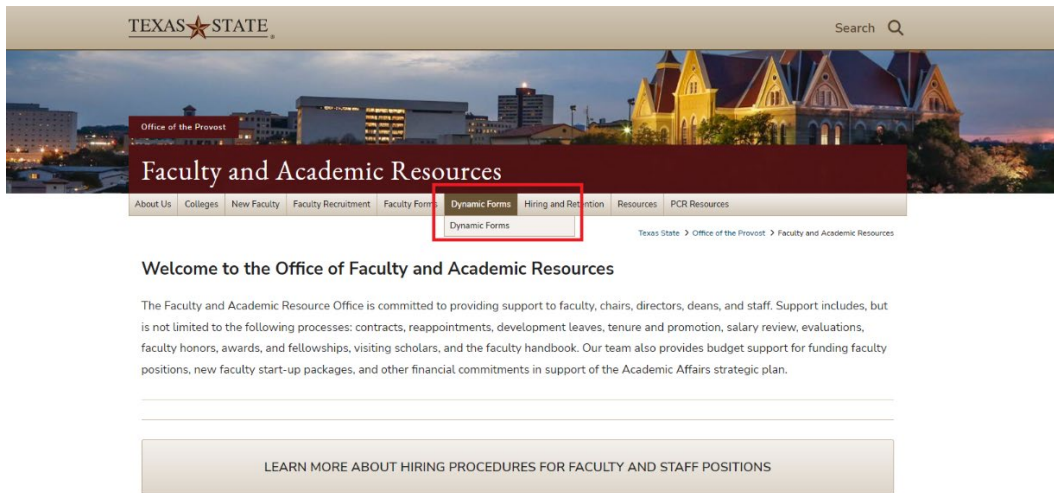 TEXAS STATE®
Search
Office of the Provost
Faculty and Academic Resources
About Us Colleges New Faculty Faculty Recruitment Faculty Forms Dynamic Forms Hiring and Retention Resources PCR Resources
Dynamic Forms
Texas State > Office of the Provost > Faculty and Academic Resources
Welcome to the Office of Faculty and Academic Resources
The Faculty and Academic Resource Office is committed to providing support to faculty, chairs, directors, deans, and staff. Support includes, but
is not limited to the following processes: contracts, reappointments, development leaves, tenure and promotion, salary review, evaluations,
faculty honors, awards, and fellowships, visiting scholars, and the faculty handbook. Our team also provides budget support for funding faculty
positions, new faculty start-up packages, and other financial commitments in support of the Academic Affairs strategic plan.
LEARN MORE ABOUT HIRING PROCEDURES FOR FACULTY AND STAFF POSITIONS